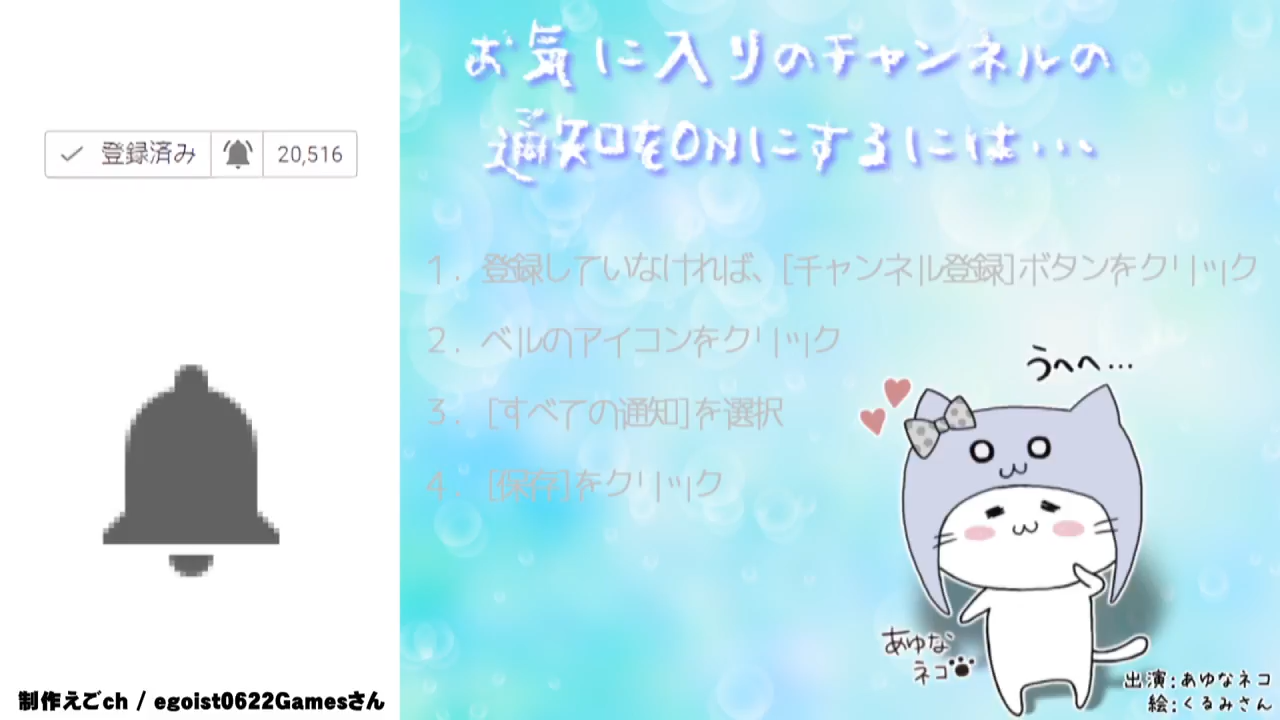 お気に入りのチャンネルの
通知をONにするには…
登録済み 20,516
1. 登録していなければ、[チャンネル登録]ボタンをクリック
2. ベルのアイコンをクリック
3. [すべての通知]を選択
4. [保存]をクリック
うへへ…
あゆな
ネコ
出演:あゆなネコ
絵:くるみさん
制作えごch / egoist0622Gamesさん